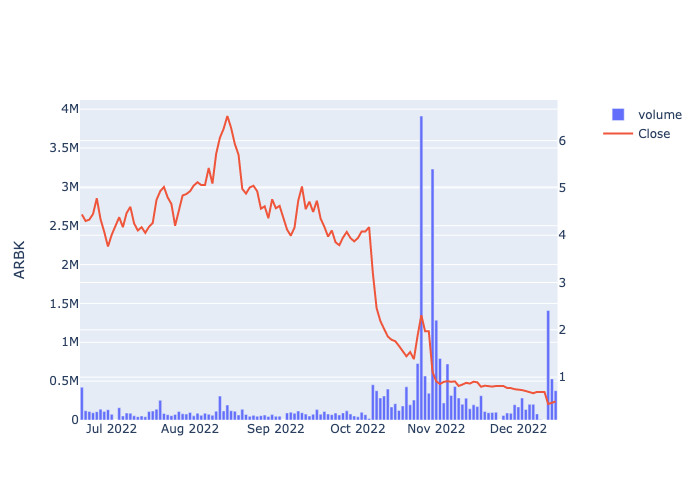 4M
3.5M
3M
2.5M
2M
1.5M
1M
0.5M
0
6
5
4
3
2
1
Jul 2022
Aug 2022
Sep 2022
Oct 2022
Nov 2022
Dec 2022
ARBK
volume
Close